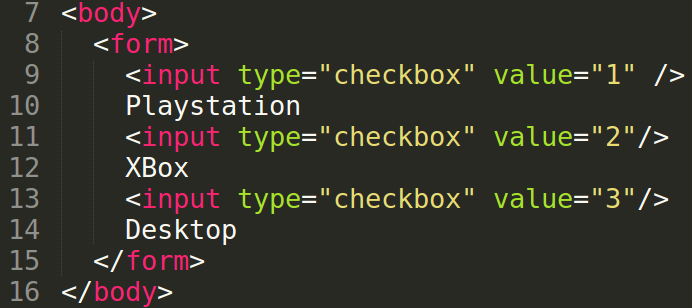 7 <body>
8 <form>
9 <input type="checkbox" value="1" />
10 Playstation
11 <input type="checkbox" value="2"/>
12 XBox
13 <input type="checkbox" value="3"/>
14 Desktop
15 </form>
16 </body>